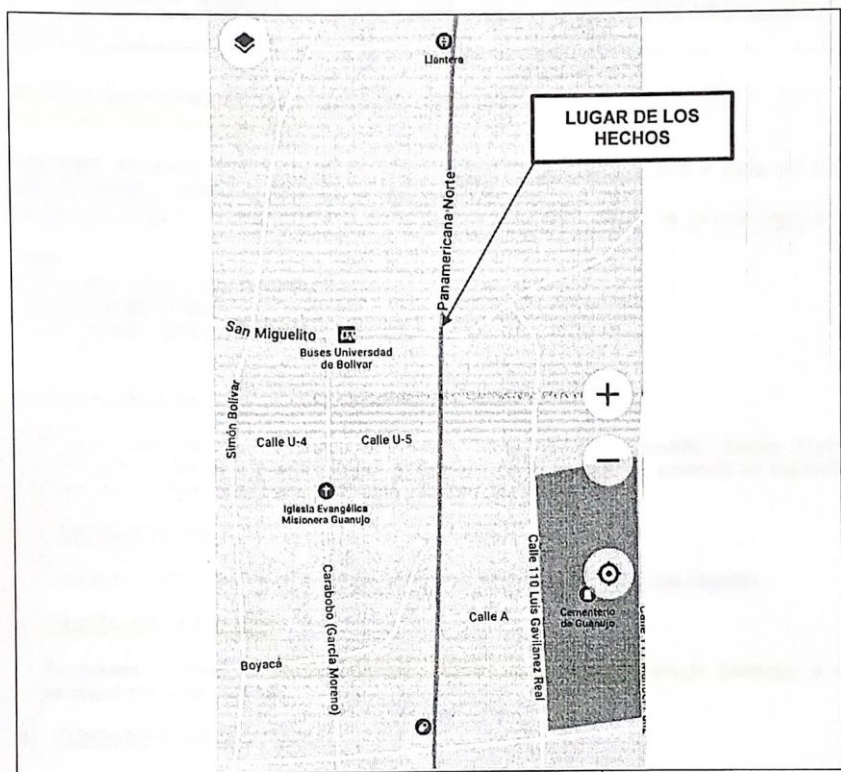 Llantera
LUGAR DE LOS
HECHOS
Panamericana Norte
San Miguelito
Buses Universdad
de Bolivar
Simón Bolívar
Calle U-4
Calle U-5
Iglesia Evangélica
Misionera Guanujo
Carabobo (García Moreno)
Calle 110 Luis Gavilanez Real
Cementerio
de Guanujo
Calle A
Boyacá